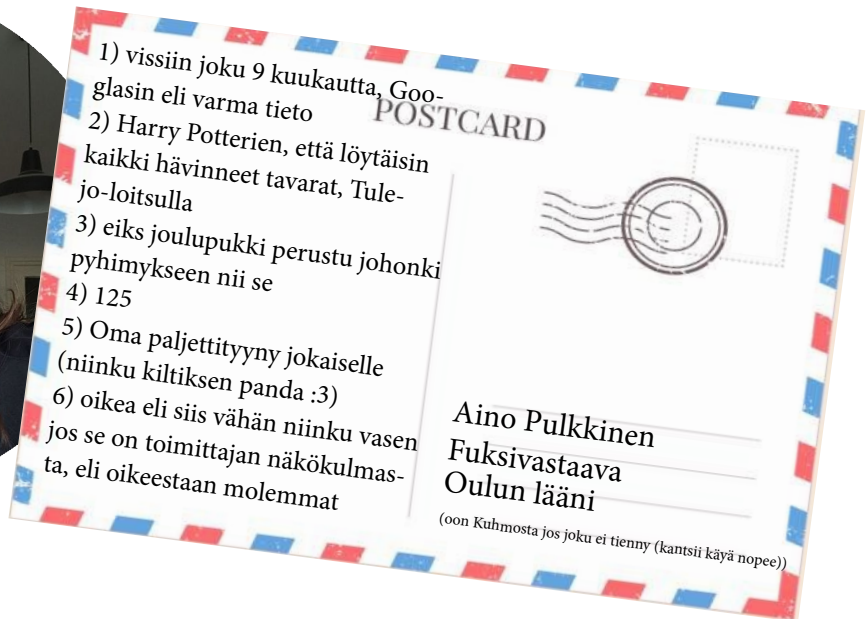 1) vissiin joku 9 kuukautta, Goo-
glasin eli varma tieto
2) Harry Potterien, että löytäisin
kaikki hävinneet tavarat, Tule-
jo-loitsulla
3) eiks joulupukki perustu johonki
pyhimykseen nii se
4) 125
5) Oma paljettityyny jokaiselle
(niinku kiltiksen panda :3)
6) oikea eli siis vähän niinku vasen
jos se on toimittajan näkökulmas-
ta, eli oikeestaan molemmat
POSTCARD
Aino Pulkkinen
Fuksivastaava
Oulun lääni
(oon Kuhmosta jos joku ei tienny (kantsii käyä nopee))